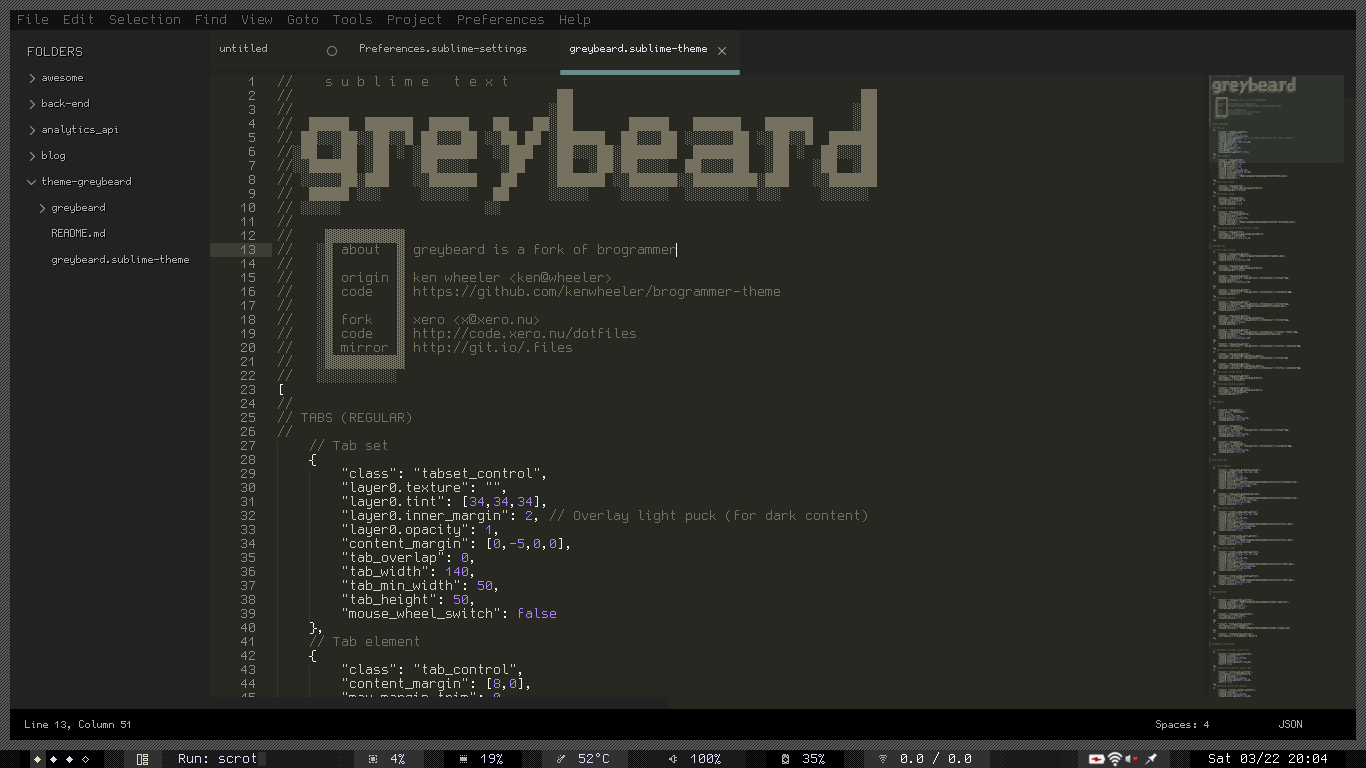 File Edit Selection Find View Goto Tools Project Preferences Help
FOLDERS
awesome
back-end
analytics_api
blog
theme-greybeard
greybeard
README.md
greybeard.sublime-theme
untitled
Preferences.sublime-settings
greybeard.sublime-theme
1 // s u b l i m e   t e x t
2 //
3 //
4 //
5 //
6 // greybeard
7 //
8 //
9 //
10 //
11 //
12 //
13 // about greybeard is a fork of brogrammer
14 //
15 // origin ken wheeler <ken@wheeler>
16 // code https://github.com/kenwheeler/brogrammer-theme
17 //
18 // fork xero <x@xero.nu>
19 // code http://code.xero.nu/dotfiles
20 // mirror http://git.io/.files
21 //
22 //
23 [
24 //
25 // TABS (REGULAR)
26 //
27 // Tab set
28 {
29 "class": "tabset_control",
30 "layer0.texture": "",
31 "layer0.tint": [34,34,34],
32 "layer0.inner_margin": 2, // Overlay light puck (for dark content)
33 "layer0.opacity": 1,
34 "content_margin": [0,-5,0,0],
35 "tab_overlap": 0,
36 "tab_width": 140,
37 "tab_min_width": 50,
38 "tab_height": 50,
39 "mouse_wheel_switch": false
40 },
41 // Tab element
42 {
43 "class": "tab_control",
44 "content_margin": [8,0],
45
Line 13, Column 51
Spaces: 4
JSON
Run: scrot
4%
19%
52°C
100%
35%
0.0 / 0.0
Sat 03/22 20:04